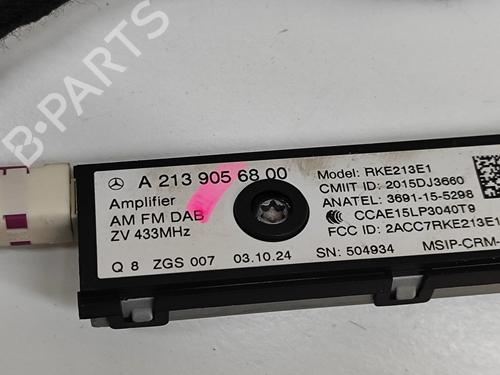 B-PARTS
A 213 905 68 00
Amplifier
AM FM DAB
ZV 433MHz
Q 8 ZGS 007 03.10.24
Model: RKE213E1
CMIIT ID: 2015DJ3660
ANATEL: 3691-15-5298
CCAE15LP3040T9
FCC ID: 2ACC7RKE213E1
SN: 504934 MSIP-CRM-